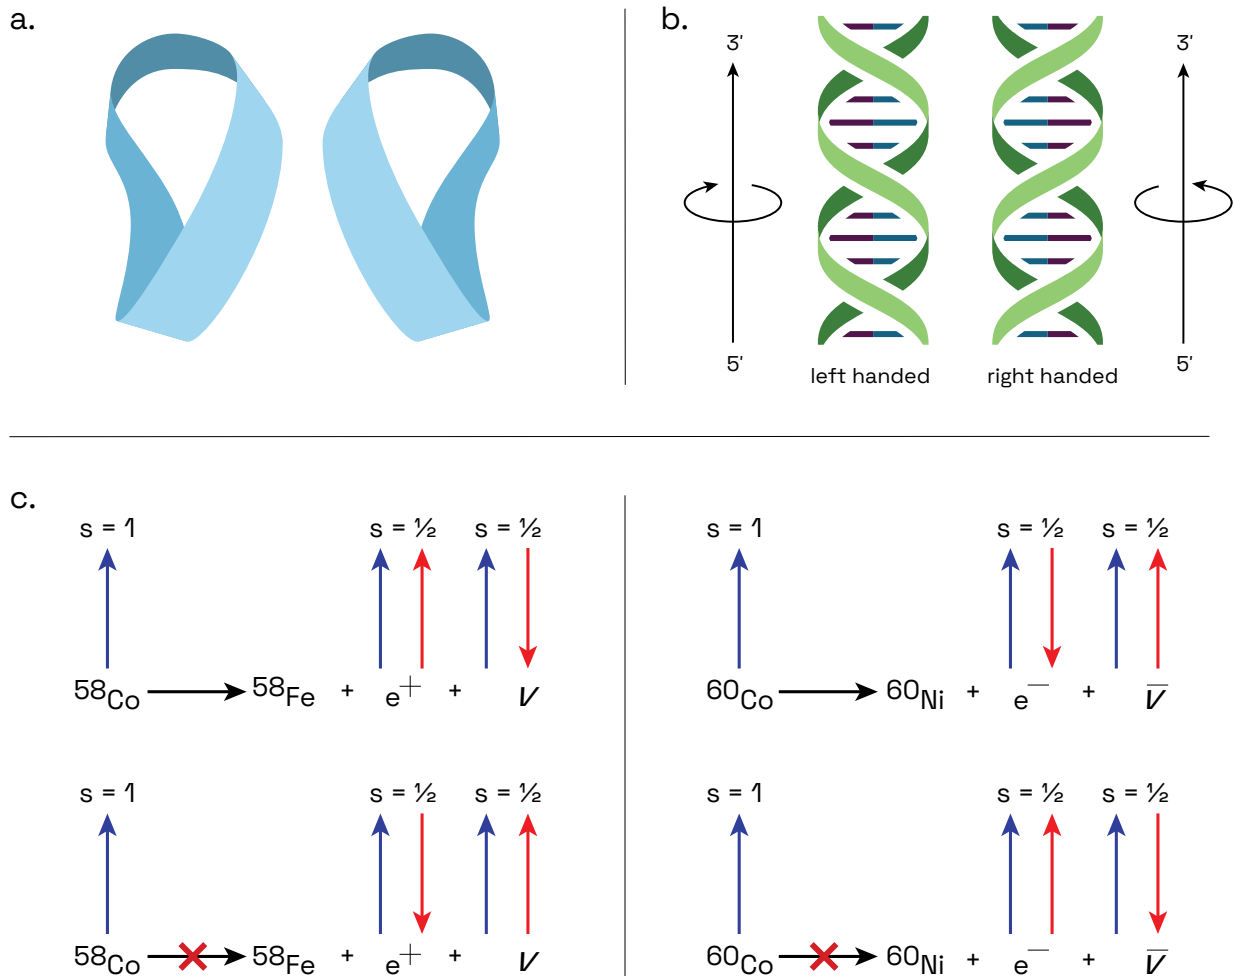 a.
b.
3′
3′
5′
5′
left handed
right handed
c.
s = 1
s = ½
s = ½
⁵⁸Co ⁵⁸Fe + e⁺ + ν
s = 1
s = ½
s = ½
⁶⁰Co ⁶⁰Ni + e⁻ + ν̅
s = 1
s = ½
s = ½
⁵⁸Co ⁵⁸Fe + e⁺ + ν
s = 1
s = ½
s = ½
⁶⁰Co ⁶⁰Ni + e⁻ + ν̅